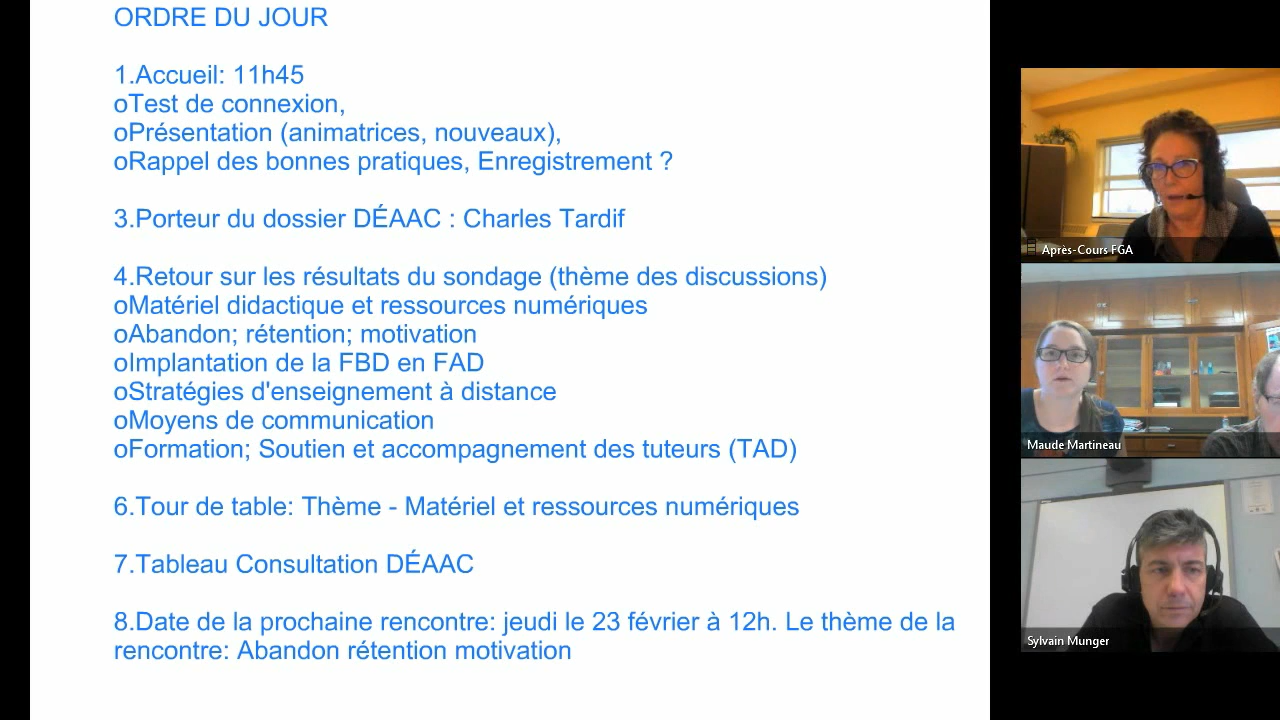 ORDRE DU JOUR
1.Accueil: 11h45
oTest de connexion,
oPrésentation (animatrices, nouveaux),
oRappel des bonnes pratiques, Enregistrement ?
3.Porteur du dossier DÉAAC : Charles Tardif
4.Retour sur les résultats du sondage (thème des discussions)
oMatériel didactique et ressources numériques
oAbandon; rétention; motivation
oImplantation de la FBD en FAD
oStratégies d'enseignement à distance
oMoyens de communication
oFormation; Soutien et accompagnement des tuteurs (TAD)
6.Tour de table: Thème - Matériel et ressources numériques
7.Tableau Consultation DÉAAC
8.Date de la prochaine rencontre: jeudi le 23 février à 12h. Le thème de la
rencontre: Abandon rétention motivation
Après-Cours FGA
Maude Martineau
Sylvain Munger